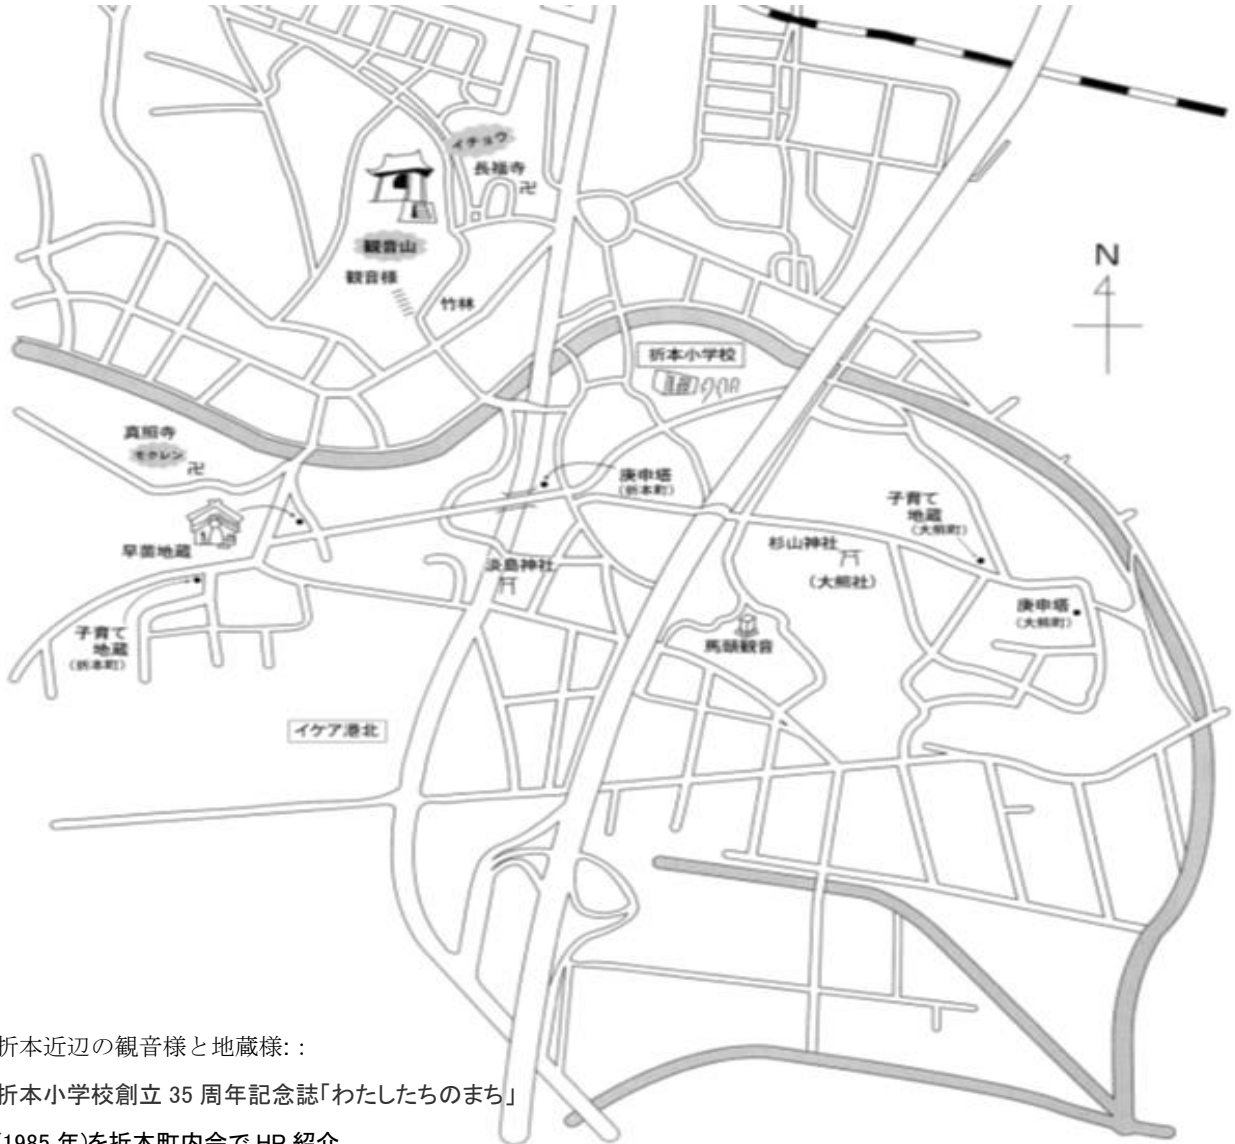 イチョウ
長福寺
卍
観音山
観音様
竹林
N
折本小学校
真照寺
モクレン
卍
早苗地蔵
庚申塔
(折本町)
子育て
地蔵
(大熊町)
杉山神社
(大熊社)
淡島神社
庚申塔
(大熊町)
子育て
地蔵
(折本町)
馬頭観音
イケア港北
折本近辺の観音様と地蔵様: :
折本小学校創立 35 周年記念誌「わたしたちのまち」
(1985 年)を折本町内会で HP 紹介